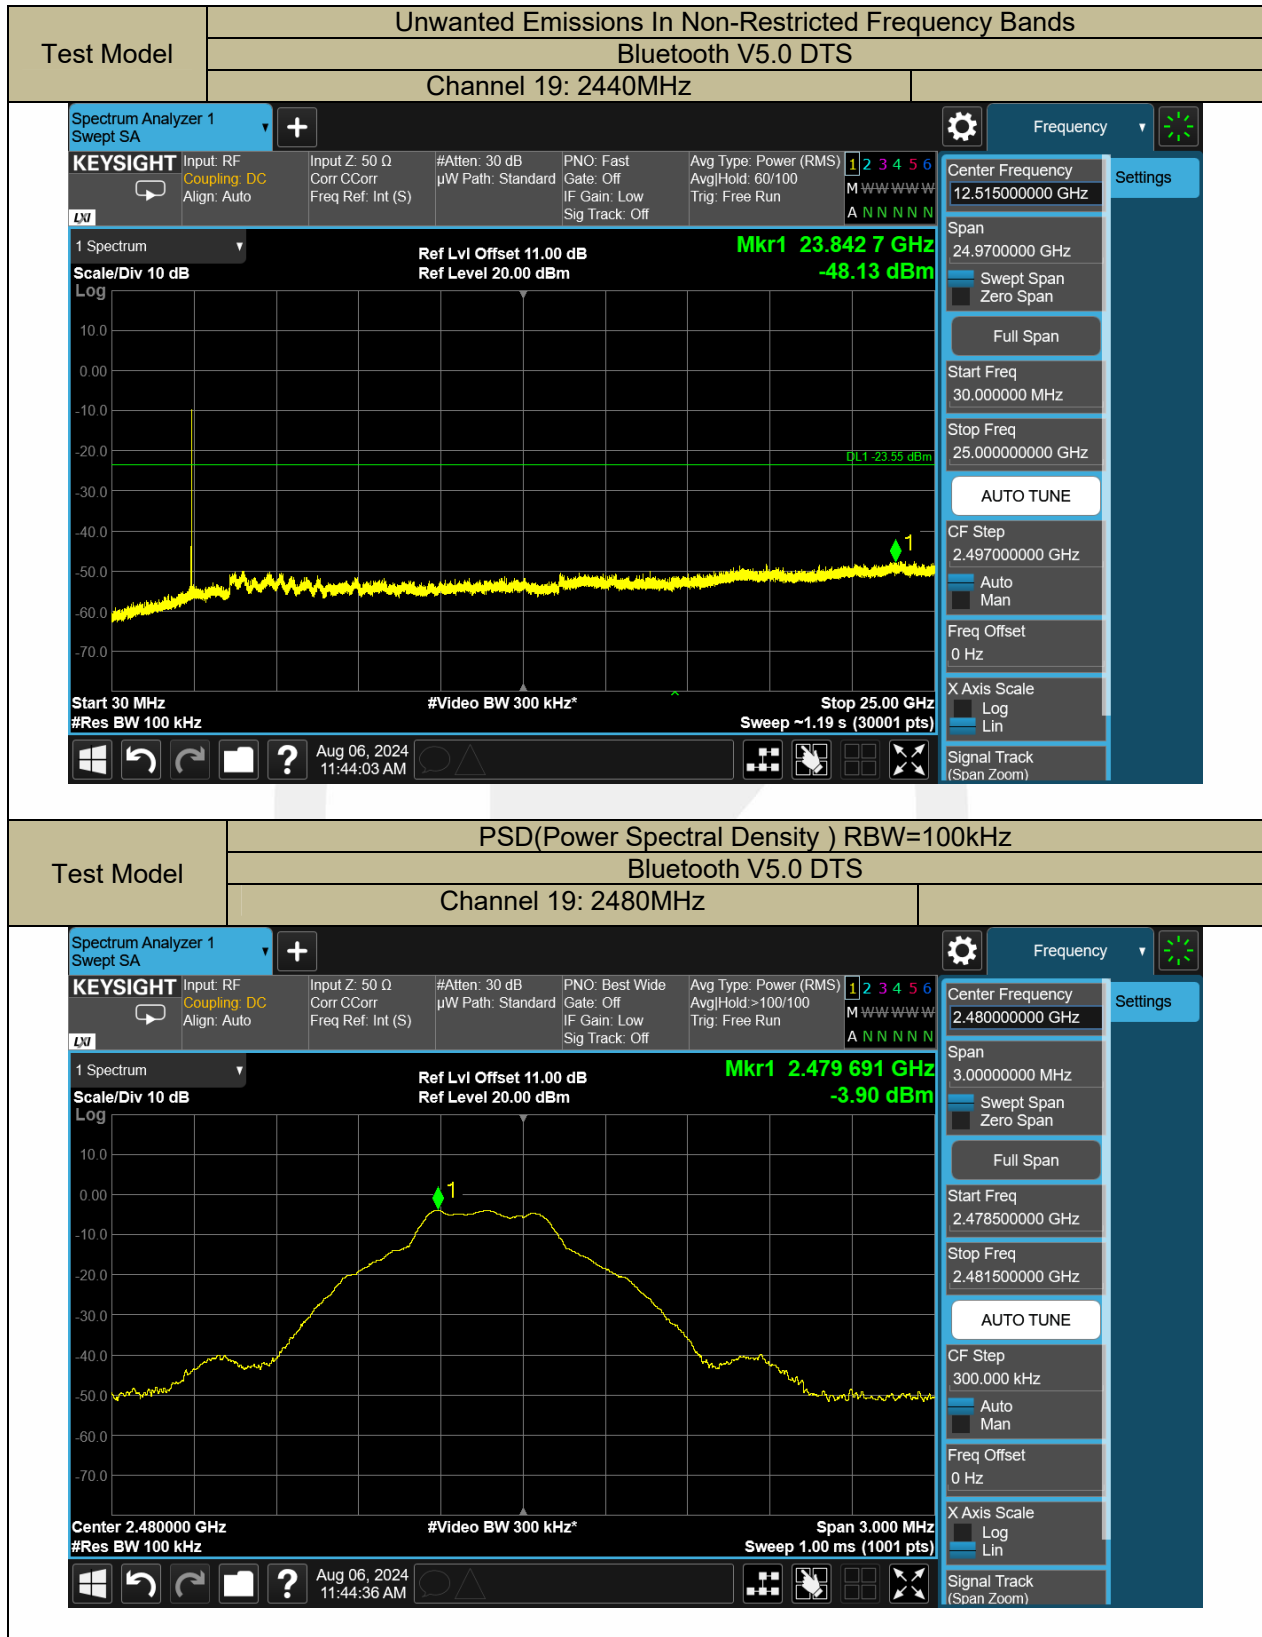 Test Model
Unwanted Emissions In Non-Restricted Frequency Bands
Bluetooth V5.0 DTS
Channel 19: 2440MHz
Spectrum Analyzer 1
Swept SA
Frequency
Settings
KEYSIGHT
LXI
Input: RF
Coupling: DC
Align: Auto
Input Z: 50 Ω
Corr CCorr
Freq Ref: Int (S)
#Atten: 30 dB
µW Path: Standard
PNO: Fast
Gate: Off
IF Gain: Low
Sig Track: Off
Avg Type: Power (RMS)
Avg|Hold: 60/100
Trig: Free Run
1 2 3 4 5 6
M W W W W W
A N N N N N
1 Spectrum
Scale/Div 10 dB
Log
Ref Lvl Offset 11.00 dB
Ref Level 20.00 dBm
Mkr1 23.842 7 GHz
-48.13 dBm
10.0
0.00
-10.0
-20.0
-30.0
-40.0
-50.0
-60.0
-70.0
DL1 -23.55 dBm
1
Start 30 MHz
#Res BW 100 kHz
#Video BW 300 kHz*
Stop 25.00 GHz
Sweep ~1.19 s (30001 pts)
Aug 06, 2024
11:44:03 AM
Center Frequency
12.515000000 GHz
Span
24.9700000 GHz
Swept Span
Zero Span
Full Span
Start Freq
30.000000 MHz
Stop Freq
25.000000000 GHz
AUTO TUNE
CF Step
2.497000000 GHz
Auto
Man
Freq Offset
0 Hz
X Axis Scale
Log
Lin
Signal Track
(Span Zoom)
Test Model
PSD(Power Spectral Density ) RBW=100kHz
Bluetooth V5.0 DTS
Channel 19: 2480MHz
Spectrum Analyzer 1
Swept SA
Frequency
Settings
KEYSIGHT
LXI
Input: RF
Coupling: DC
Align: Auto
Input Z: 50 Ω
Corr CCorr
Freq Ref: Int (S)
#Atten: 30 dB
µW Path: Standard
PNO: Best Wide
Gate: Off
IF Gain: Low
Sig Track: Off
Avg Type: Power (RMS)
Avg|Hold:>100/100
Trig: Free Run
1 2 3 4 5 6
M W W W W W
A N N N N N
1 Spectrum
Scale/Div 10 dB
Log
Ref Lvl Offset 11.00 dB
Ref Level 20.00 dBm
Mkr1 2.479 691 GHz
-3.90 dBm
10.0
0.00
-10.0
-20.0
-30.0
-40.0
-50.0
-60.0
-70.0
1
Center 2.480000 GHz
#Res BW 100 kHz
#Video BW 300 kHz*
Span 3.000 MHz
Sweep 1.00 ms (1001 pts)
Aug 06, 2024
11:44:36 AM
Center Frequency
2.480000000 GHz
Span
3.00000000 MHz
Swept Span
Zero Span
Full Span
Start Freq
2.478500000 GHz
Stop Freq
2.481500000 GHz
AUTO TUNE
CF Step
300.000 kHz
Auto
Man
Freq Offset
0 Hz
X Axis Scale
Log
Lin
Signal Track
(Span Zoom)